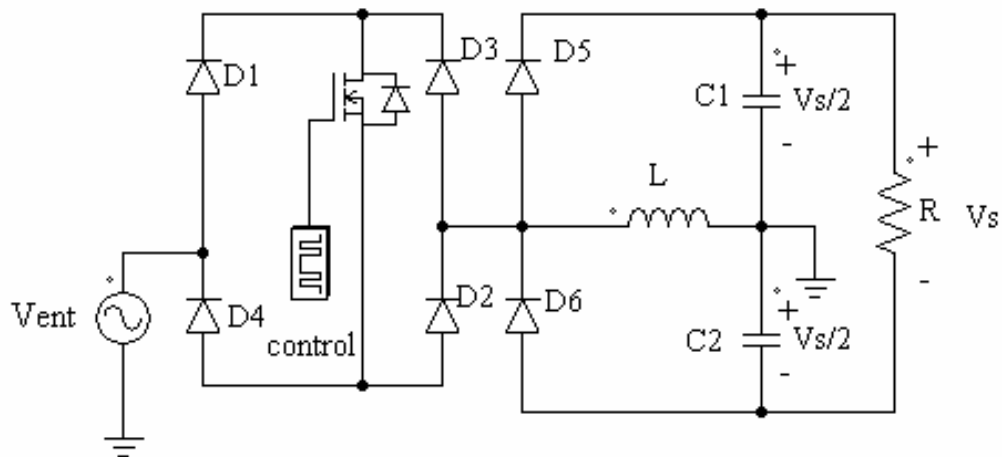 D1
D3
D5
C1
+
Vs/2
-
L
+
R
Vs
-
Vent
D4
control
D2
D6
C2
+
Vs/2
-